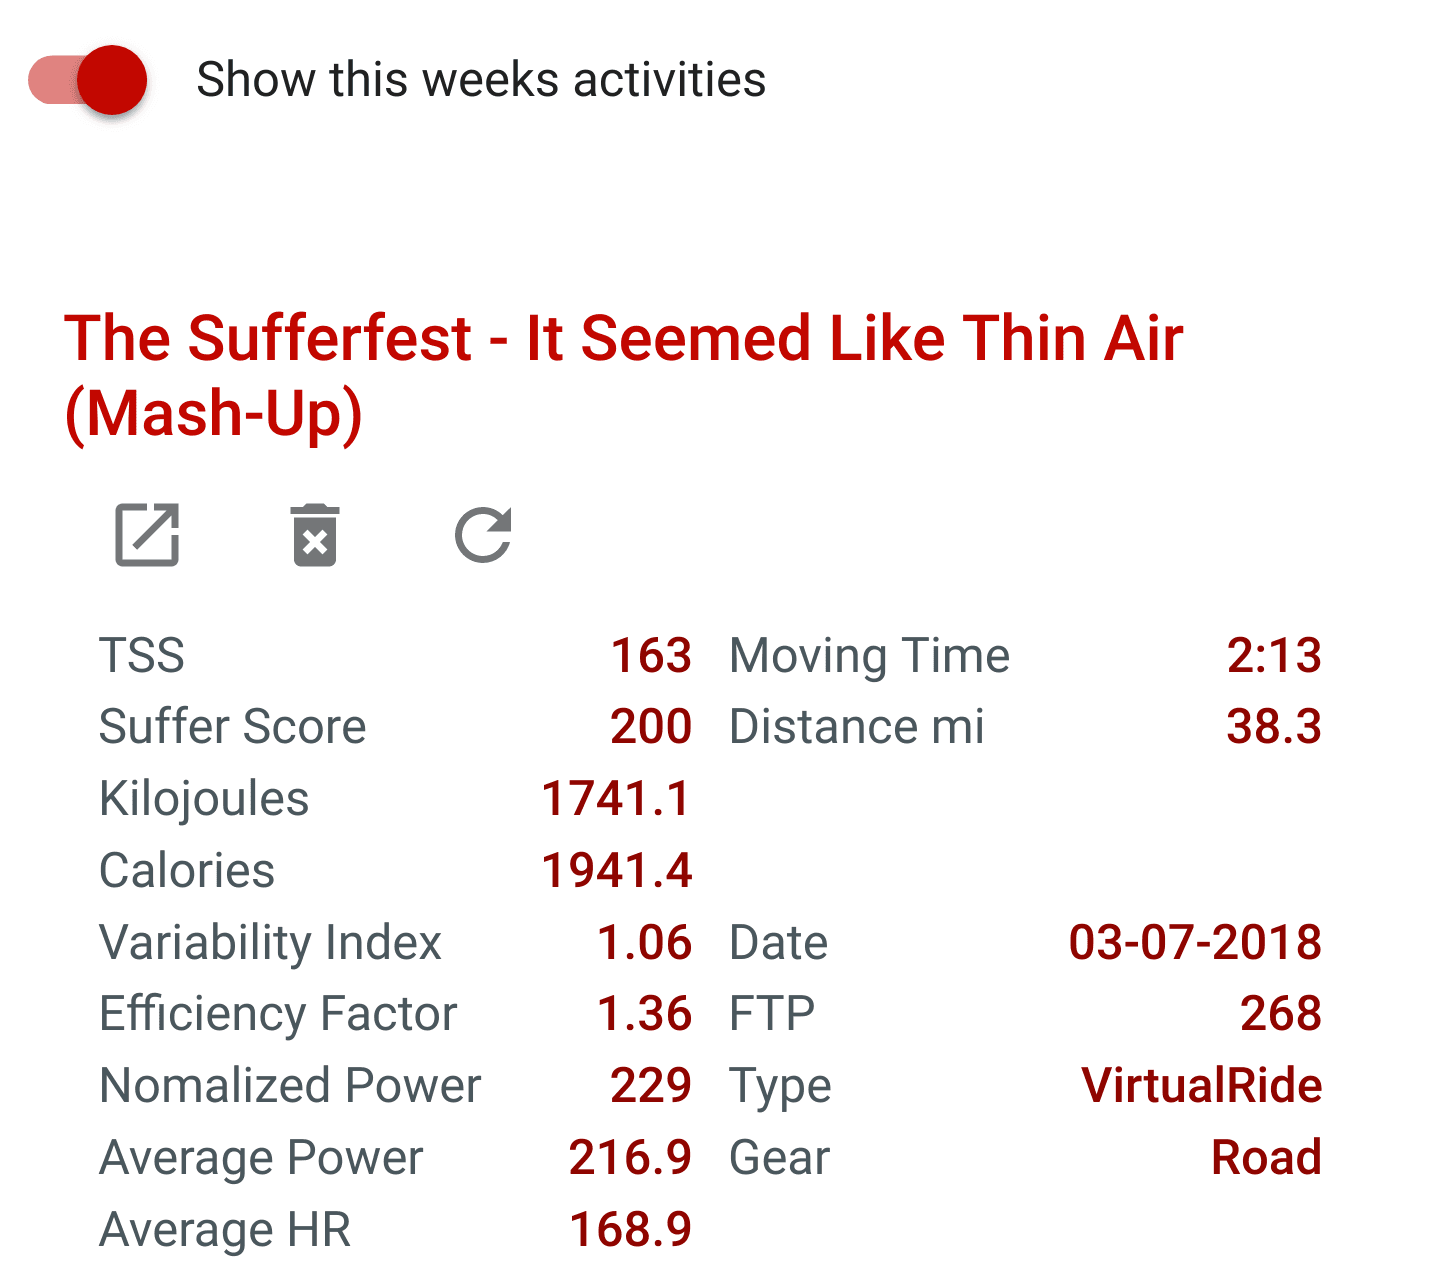 Show this weeks activities
The Sufferfest - It Seemed Like Thin Air
(Mash-Up)
TSS 163 Moving Time 2:13
Suffer Score 200 Distance mi 38.3
Kilojoules 1741.1
Calories 1941.4
Variability Index 1.06 Date 03-07-2018
Efficiency Factor 1.36 FTP 268
Nomalized Power 229 Type VirtualRide
Average Power 216.9 Gear Road
Average HR 168.9